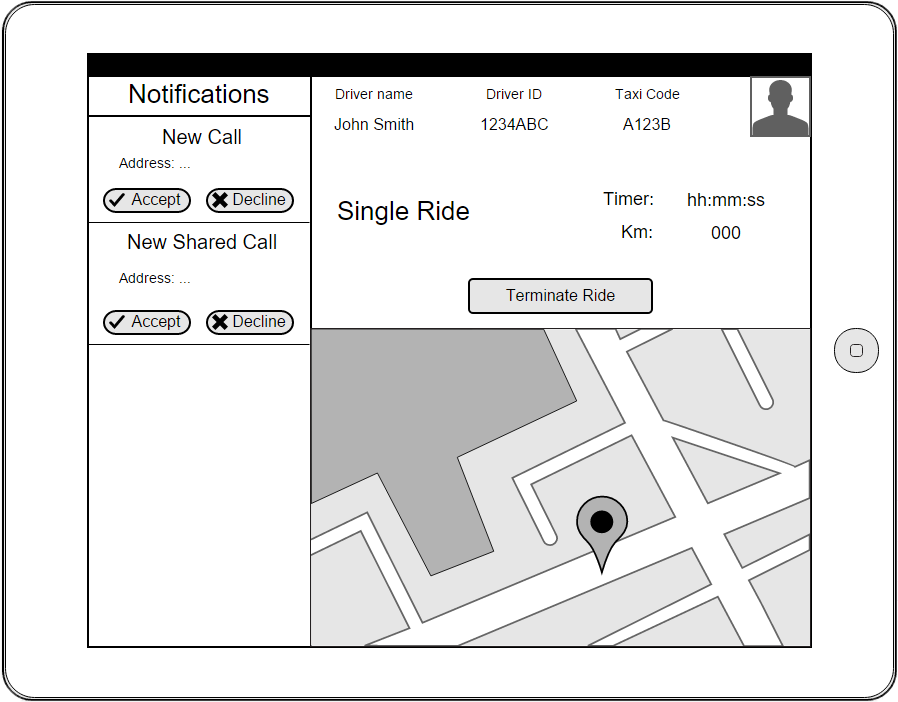 Notifications
New Call
Address: ...
Accept
Decline
New Shared Call
Address: ...
Accept
Decline
Driver name
Driver ID
Taxi Code
John Smith
1234ABC
A123B
Single Ride
Timer:
hh:mm:ss
Km:
000
Terminate Ride